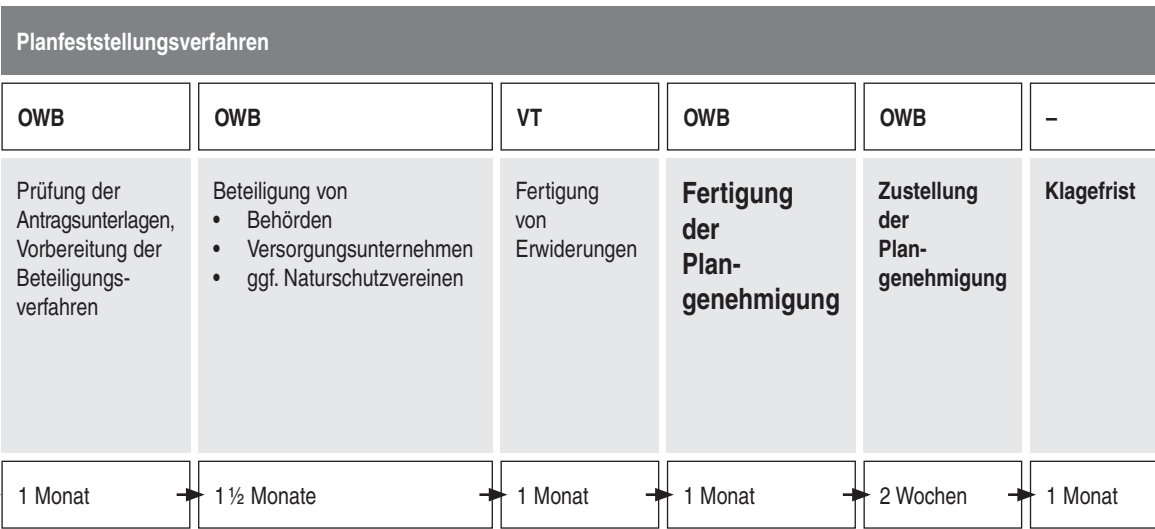 Planfeststellungsverfahren
OWB
OWB
VT
OWB
OWB
–
Prüfung der
Antragsunterlagen,
Vorbereitung der
Beteiligungs-
verfahren
Beteiligung von
• Behörden
• Versorgungsunternehmen
• ggf. Naturschutzvereinen
Fertigung
von
Erwiderungen
Fertigung
der
Plan-
genehmigung
Zustellung
der
Plan-
genehmigung
Klagefrist
1 Monat
1 ½ Monate
1 Monat
1 Monat
2 Wochen
1 Monat